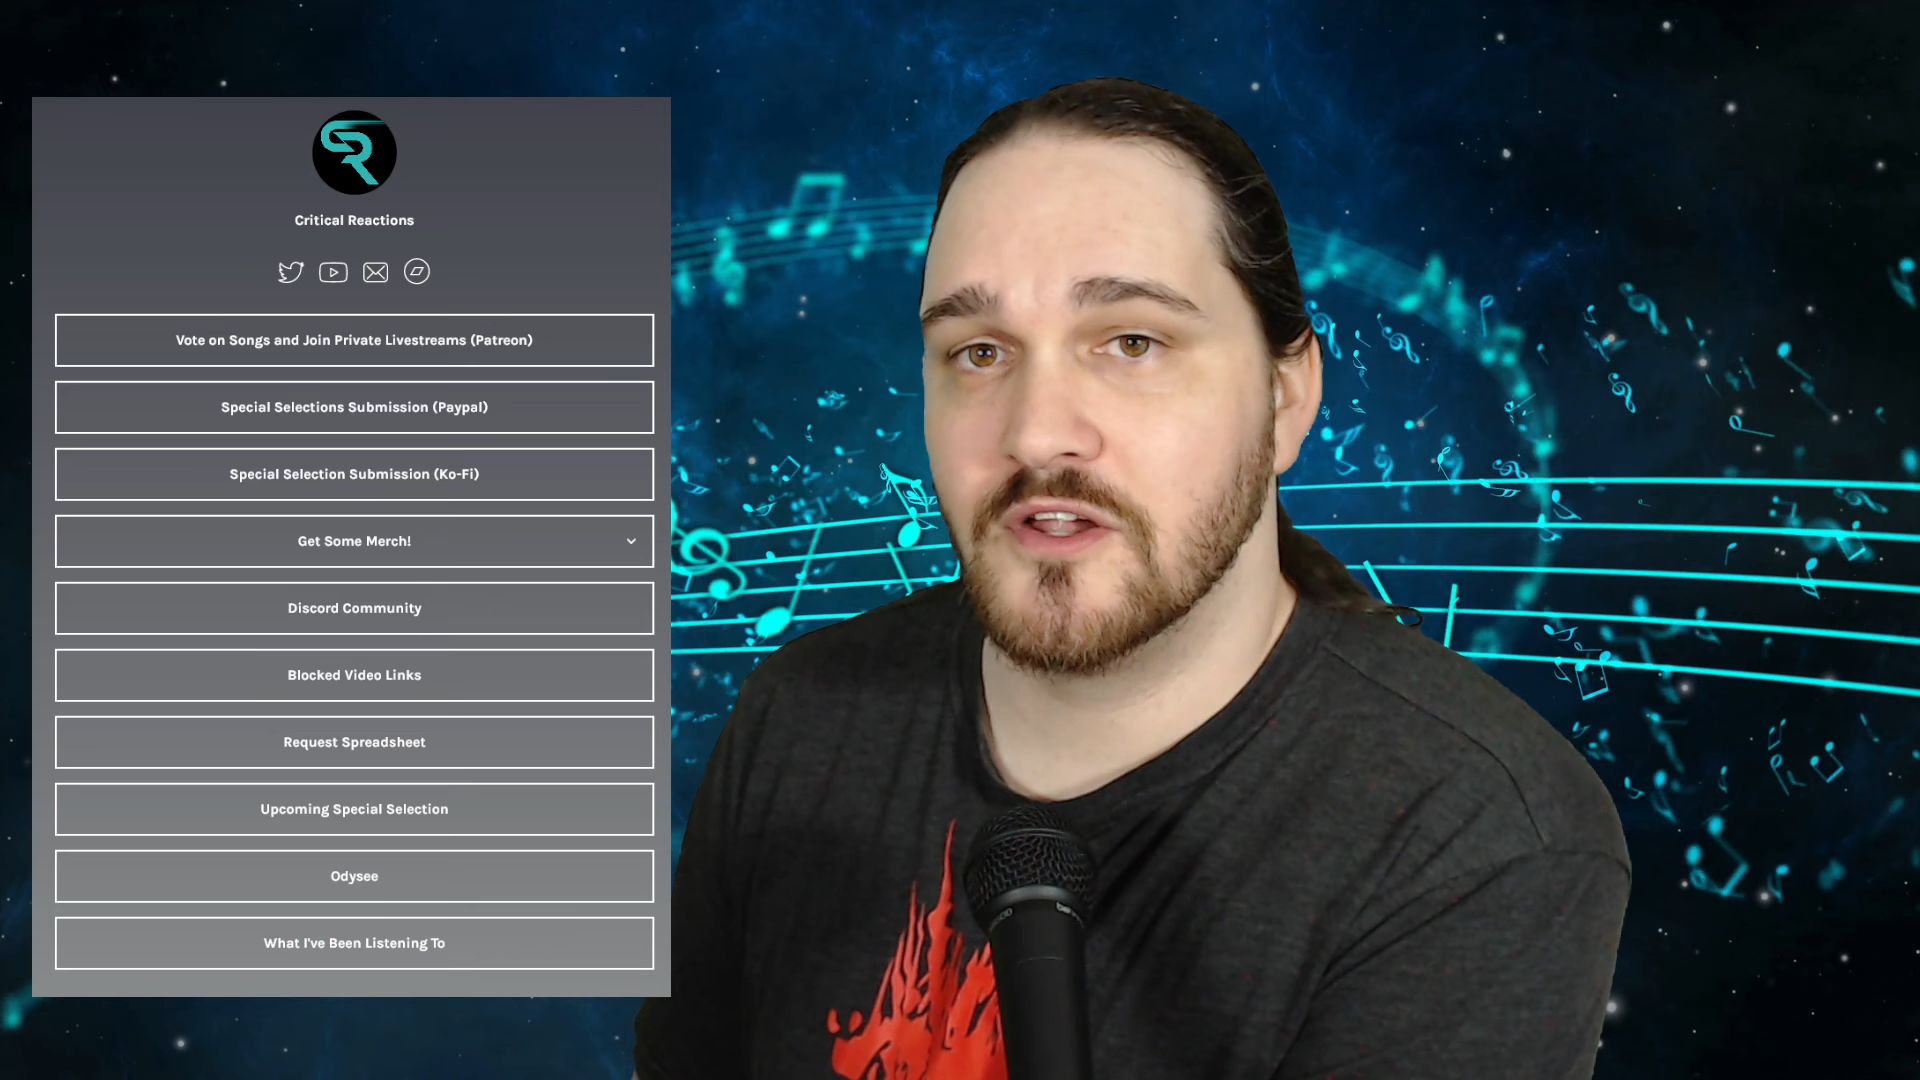 Critical Reactions
Vote on Songs and Join Private Livestreams (Patreon)
Special Selections Submission (Paypal)
Special Selection Submission (Ko-Fi)
Get Some Merch!
Discord Community
Blocked Video Links
Request Spreadsheet
Upcoming Special Selection
Odysee
What I've Been Listening To